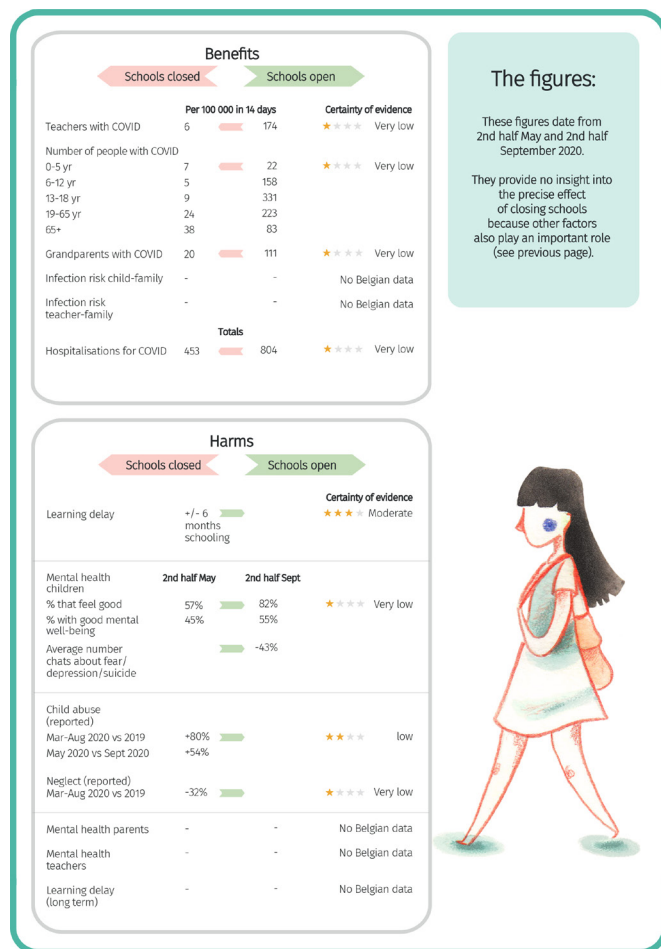 Benefits
Schools closed Schools open
Per 100 000 in 14 days Certainty of evidence
Teachers with COVID 6 174 Very low
Number of people with COVID
0-5 yr 7 22 Very low
6-12 yr 5 158
13-18 yr 9 331
19-65 yr 24 223
65+ 38 83
Grandparents with COVID 20 111 Very low
Infection risk child-family - - No Belgian data
Infection risk
teacher-family - - No Belgian data
Totals
Hospitalisations for COVID 453 804 Very low
The figures:
These figures date from
2nd half May and 2nd half
September 2020.
They provide no insight into
the precise effect
of closing schools
because other factors
also play an important role
(see previous page).
Harms
Schools closed Schools open
Certainty of evidence
Learning delay +/- 6 Moderate
months
schooling
Mental health 2nd half May 2nd half Sept
children
% that feel good 57% 82% Very low
% with good mental 45% 55%
well-being
Average number -43%
chats about fear/
depression/suicide
Child abuse
(reported)
Mar-Aug 2020 vs 2019 +80% low
May 2020 vs Sept 2020 +54%
Neglect (reported)
Mar-Aug 2020 vs 2019 -32% Very low
Mental health parents - - No Belgian data
Mental health - - No Belgian data
teachers
Learning delay - - No Belgian data
(long term)